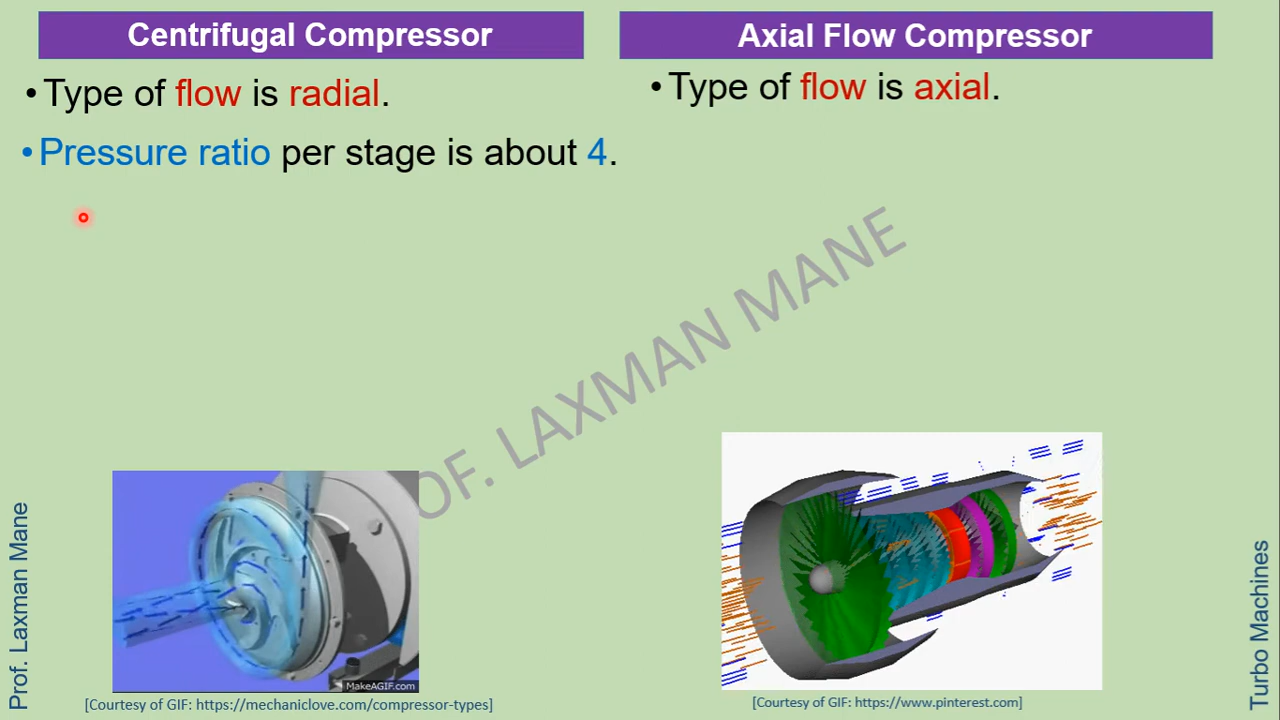 Centrifugal Compressor
• Type of flow is radial.
• Pressure ratio per stage is about 4.
Axial Flow Compressor
• Type of flow is axial.
PROF. LAXMAN MANE
MakeAGIF.com
[Courtesy of GIF: https://mechaniclove.com/compressor-types]
[Courtesy of GIF: https://www.pinterest.com]
Prof. Laxman Mane
Turbo Machines